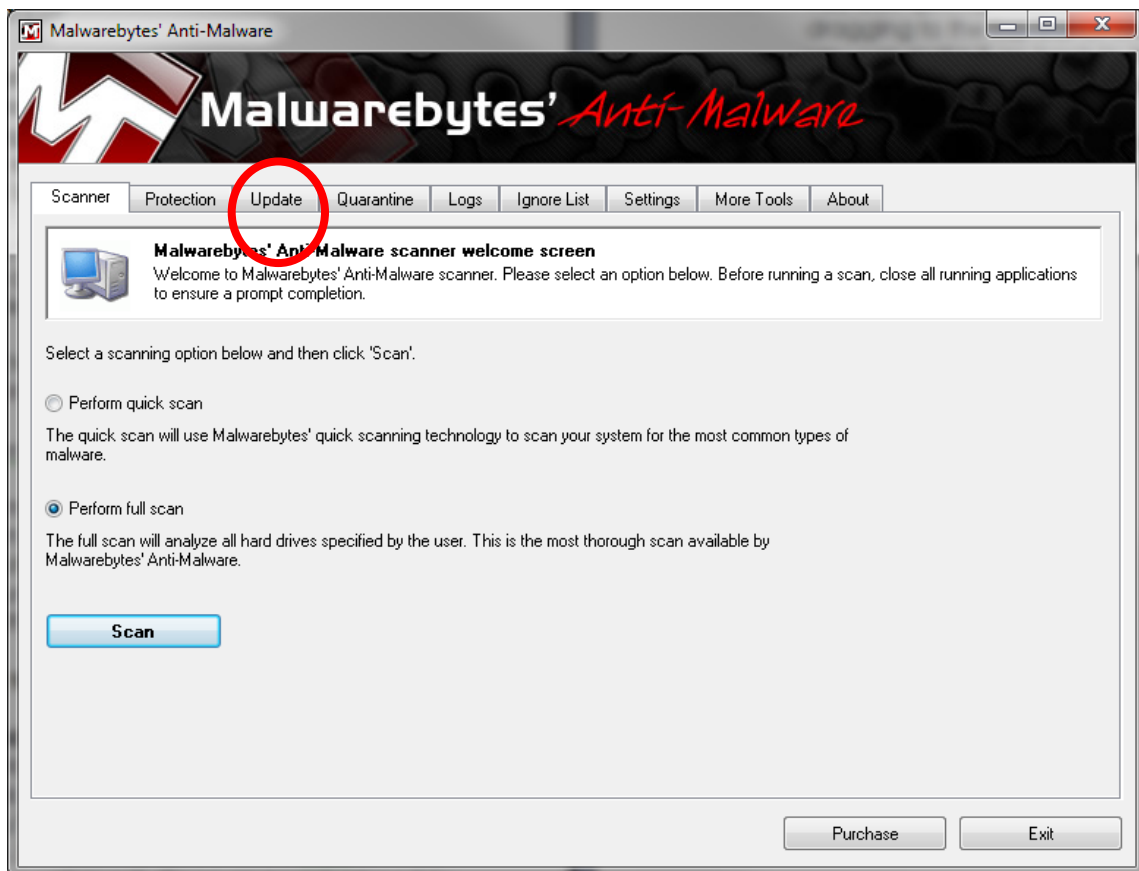 Malwarebytes' Anti-Malware
Malwarebytes' Anti-Malware
Scanner Protection Update Quarantine Logs Ignore List Settings More Tools About
Malwarebytes' Anti-Malware scanner welcome screen
Welcome to Malwarebytes' Anti-Malware scanner. Please select an option below. Before running a scan, close all running applications
to ensure a prompt completion.
Select a scanning option below and then click 'Scan'.
Perform quick scan
The quick scan will use Malwarebytes' quick scanning technology to scan your system for the most common types of
malware.
Perform full scan
The full scan will analyze all hard drives specified by the user. This is the most thorough scan available by
Malwarebytes' Anti-Malware.
Scan
Purchase Exit